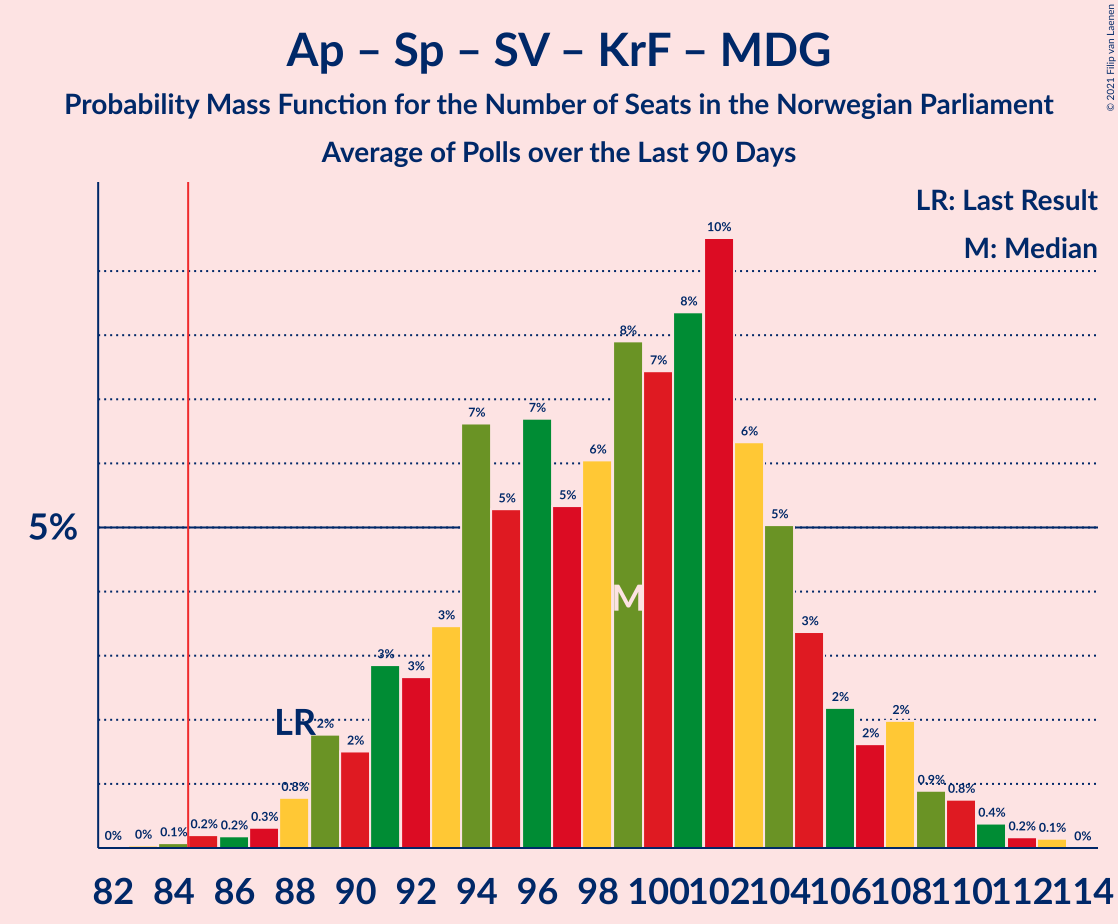 Ap – Sp – SV – KrF – MDG
Probability Mass Function for the Number of Seats in the Norwegian Parliament
Average of Polls over the Last 90 Days
© 2021 Filip van Laenen
LR: Last Result
M: Median
5%
0% 0% 0.1% 0.2% 0.2% 0.3% 0.8% 2% 2% 3% 3% 3% 7% 5% 7% 5% 6% 8% 7% 8% 10% 6% 5% 3% 2% 2% 2% 0.9% 0.8% 0.4% 0.2% 0.1% 0%
LR
M
82 84 86 88 90 92 94 96 98 100 102 104 106 108 110 112 114